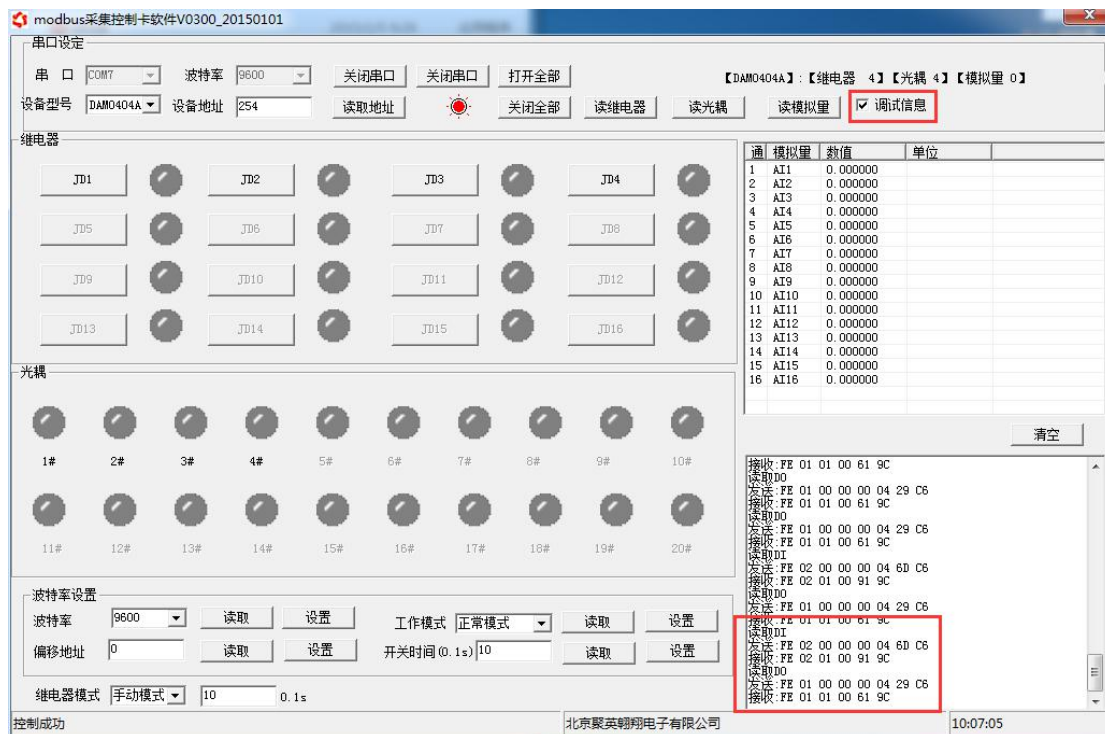 modbus采集控制卡软件V0300_20150101
串口设定
串 口 COM7 波特率 9600 关闭串口 关闭串口 打开全部 【DAM0404A】:【继电器 4】【光耦 4】【模拟量 0】
设备型号 DAM0404A 设备地址 254 读取地址 关闭全部 读继电器 读光耦 读模拟量 调试信息
继电器
JD1 JD2 JD3 JD4
JD5 JD6 JD7 JD8
JD9 JD10 JD11 JD12
JD13 JD14 JD15 JD16
通 模拟量 数值 单位
1 AI1 0.000000
2 AI2 0.000000
3 AI3 0.000000
4 AI4 0.000000
5 AI5 0.000000
6 AI6 0.000000
7 AI7 0.000000
8 AI8 0.000000
9 AI9 0.000000
10 AI10 0.000000
11 AI11 0.000000
12 AI12 0.000000
13 AI13 0.000000
14 AI14 0.000000
15 AI15 0.000000
16 AI16 0.000000
光耦
1# 2# 3# 4# 5# 6# 7# 8# 9# 10#
11# 12# 13# 14# 15# 16# 17# 18# 19# 20#
清空
接收:FE 01 01 00 61 9C
读取DO
发送:FE 01 00 00 00 04 29 C6
接收:FE 01 01 00 61 9C
读取DO
发送:FE 01 00 00 00 04 29 C6
接收:FE 01 01 00 61 9C
读取DI
发送:FE 02 00 00 00 04 6D C6
接收:FE 02 01 00 91 9C
读取DO
发送:FE 01 00 00 00 04 29 C6
接收:FE 01 01 00 61 9C
读取DI
发送:FE 02 00 00 00 04 6D C6
接收:FE 02 01 00 91 9C
读取DO
发送:FE 01 00 00 00 04 29 C6
接收:FE 01 01 00 61 9C
波特率设置
波特率 9600 读取 设置 工作模式 正常模式 读取 设置
偏移地址 0 读取 设置 开关时间(0.1s) 10 读取 设置
继电器模式 手动模式 10 0.1s
控制成功 北京聚英翱翔电子有限公司 10:07:05